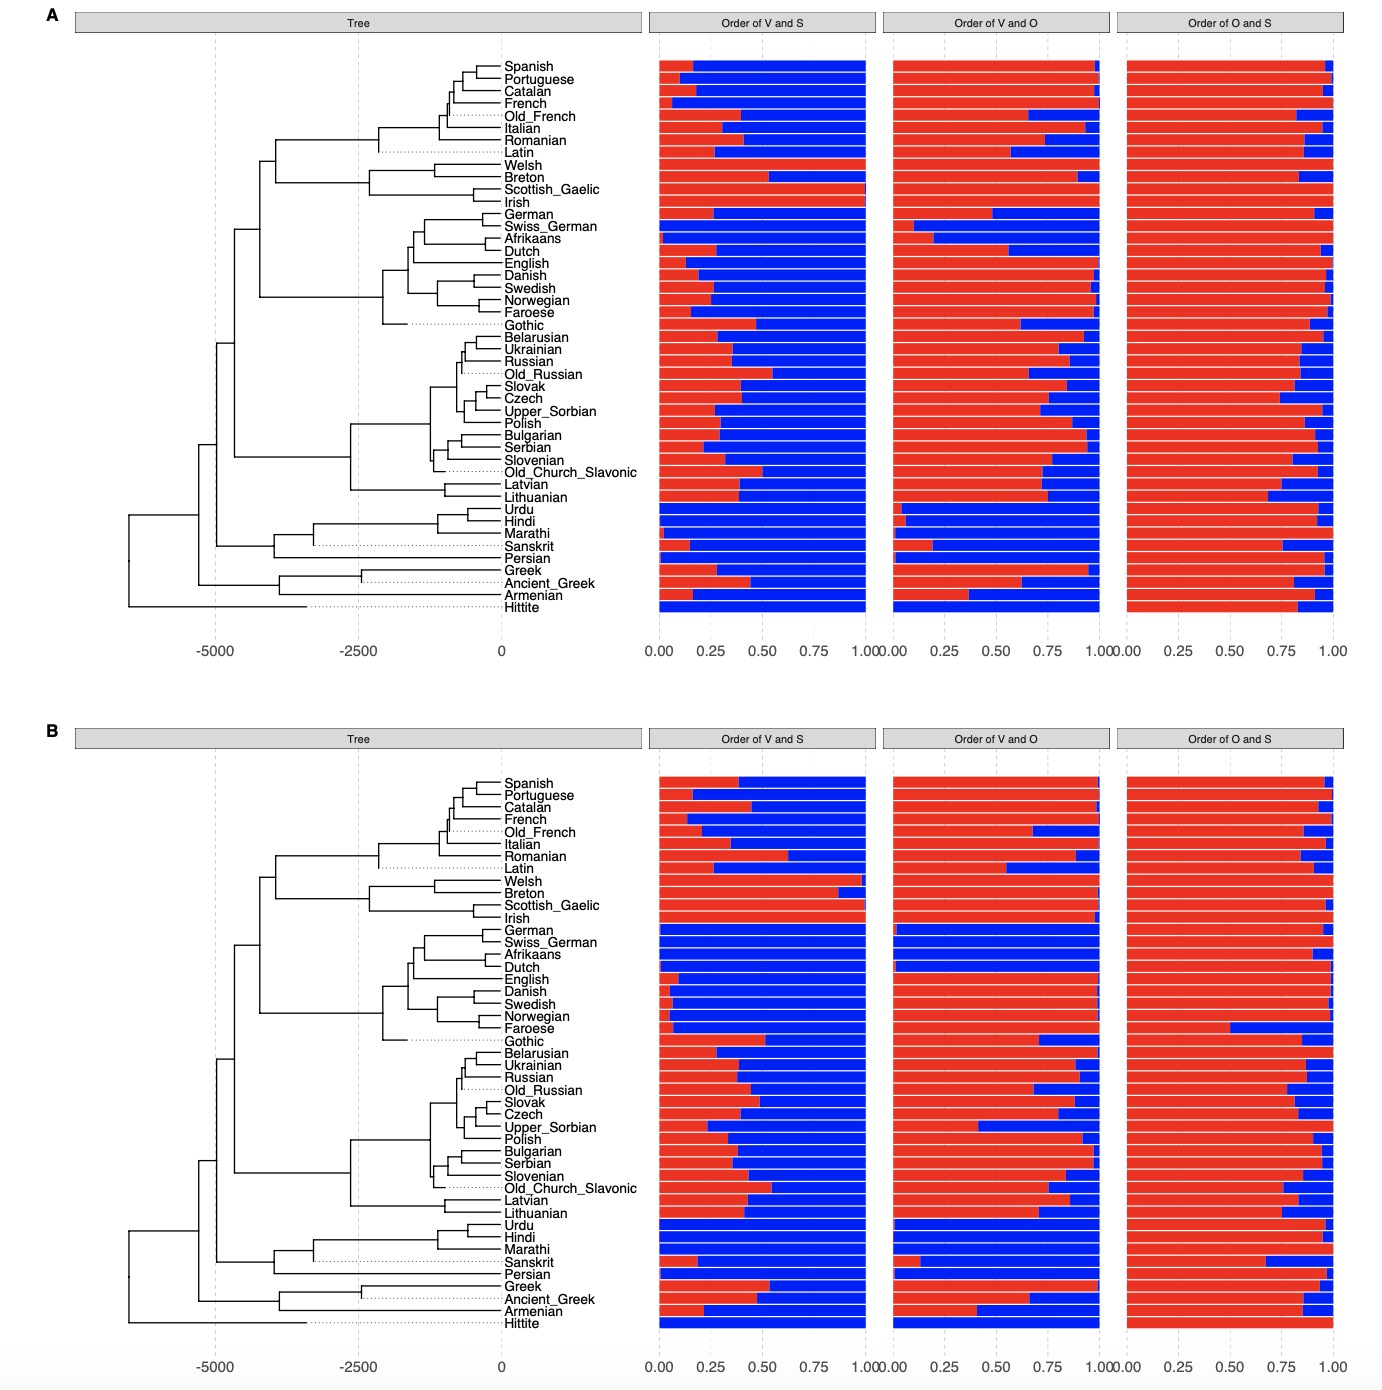 A
Tree
Order of V and S
Order of V and O
Order of O and S
Spanish
Portuguese
Catalan
French
Old_French
Italian
Romanian
Latin
Welsh
Breton
Scottish_Gaelic
Irish
German
Swiss_German
Afrikaans
Dutch
English
Danish
Swedish
Norwegian
Faroese
Gothic
Belarusian
Ukrainian
Russian
Old_Russian
Slovak
Czech
Upper_Sorbian
Polish
Bulgarian
Serbian
Slovenian
Old_Church_Slavonic
Latvian
Lithuanian
Urdu
Hindi
Marathi
Sanskrit
Persian
Greek
Ancient_Greek
Armenian
Hittite
-5000 -2500 0 0.00 0.25 0.50 0.75 1.00 0.00 0.25 0.50 0.75 1.00 0.00 0.25 0.50 0.75 1.00
B
Tree
Order of V and S
Order of V and O
Order of O and S
Spanish
Portuguese
Catalan
French
Old_French
Italian
Romanian
Latin
Welsh
Breton
Scottish_Gaelic
Irish
German
Swiss_German
Afrikaans
Dutch
English
Danish
Swedish
Norwegian
Faroese
Gothic
Belarusian
Ukrainian
Russian
Old_Russian
Slovak
Czech
Upper_Sorbian
Polish
Bulgarian
Serbian
Slovenian
Old_Church_Slavonic
Latvian
Lithuanian
Urdu
Hindi
Marathi
Sanskrit
Persian
Greek
Ancient_Greek
Armenian
Hittite
-5000 -2500 0 0.00 0.25 0.50 0.75 1.00 0.00 0.25 0.50 0.75 1.00 0.00 0.25 0.50 0.75 1.00